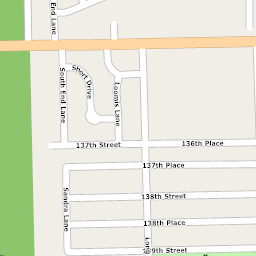 End Lane
South End Lane
Short Drive
Loomis Lane
137th Street
136th Place
137th Place
Sandra Lane
138th Street
138th Place
139th Street